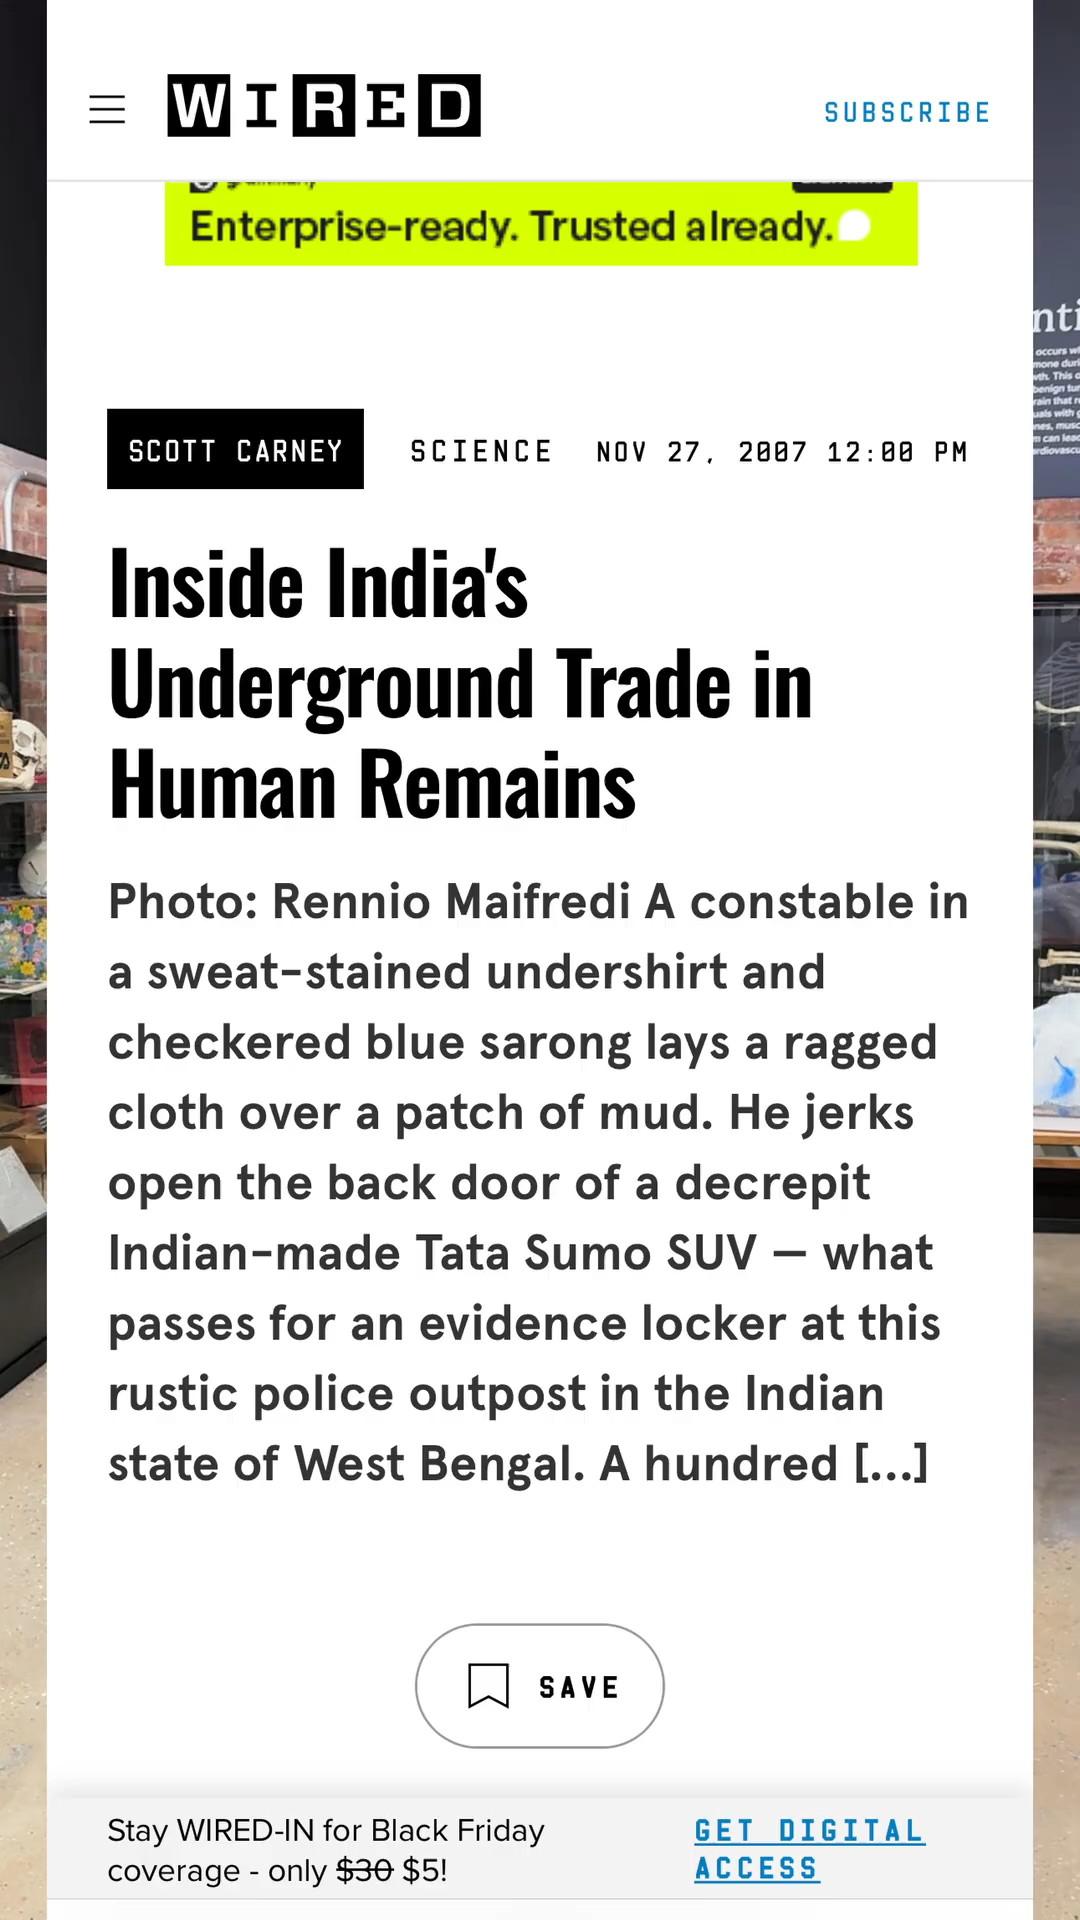 WIRED
SUBSCRIBE
Enterprise-ready. Trusted already.
SCOTT CARNEY
SCIENCE
NOV 27, 2007 12:00 PM
Inside India's
Underground Trade in
Human Remains
Photo: Rennio Maifredi A constable in
a sweat-stained undershirt and
checkered blue sarong lays a ragged
cloth over a patch of mud. He jerks
open the back door of a decrepit
Indian-made Tata Sumo SUV — what
passes for an evidence locker at this
rustic police outpost in the Indian
state of West Bengal. A hundred [...]
SAVE
Stay WIRED-IN for Black Friday
coverage - only $30 $5!
GET DIGITAL
ACCESS